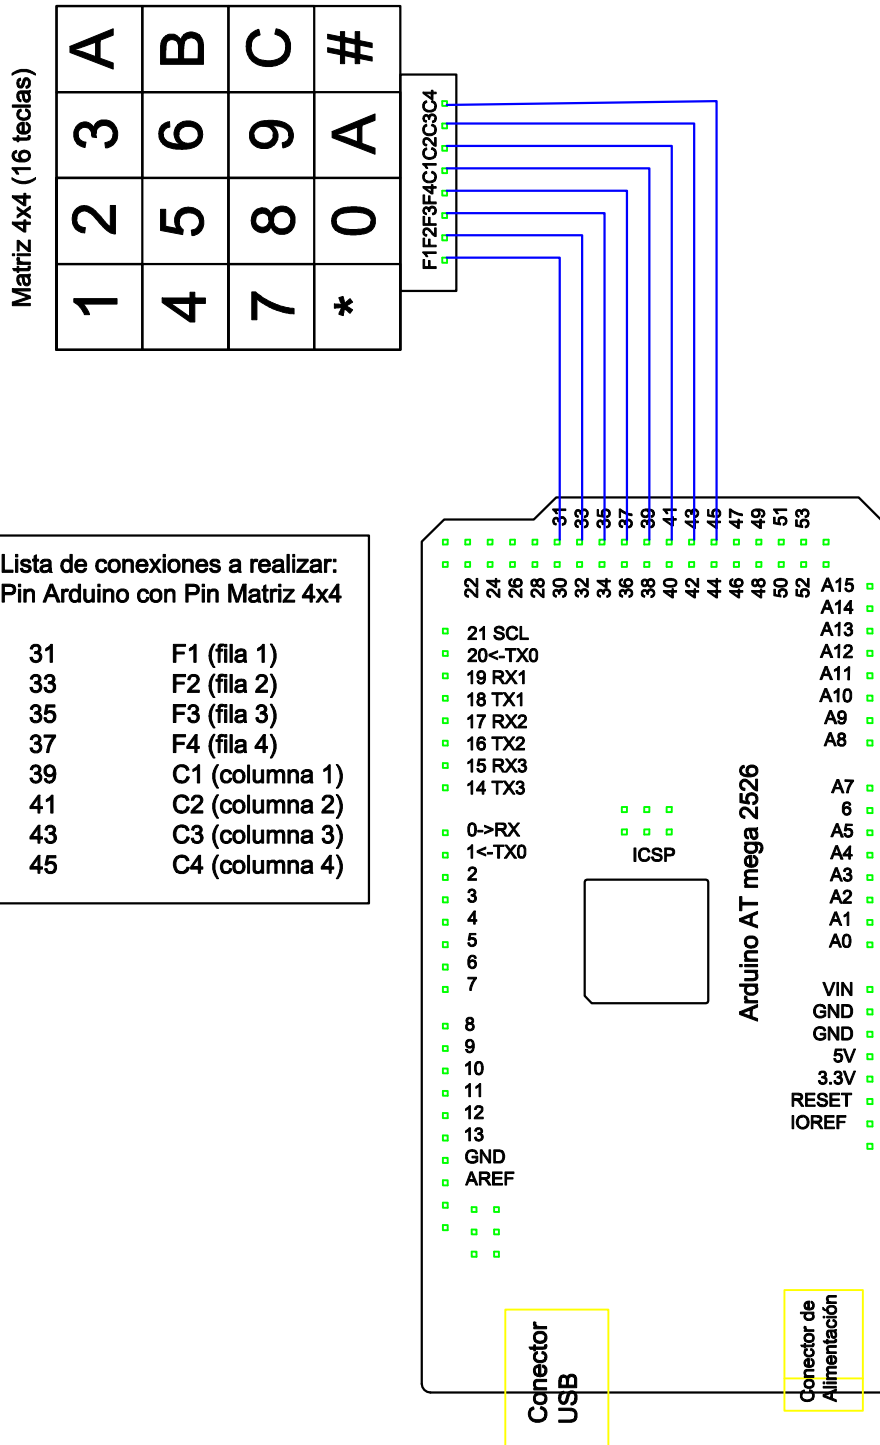 Matriz 4x4 (16 teclas)
1 2 3 A
4 5 6 B
7 8 9 C
* 0 A #
F1F2F3F4C1C2C3C4
Lista de conexiones a realizar:
Pin Arduino con Pin Matriz 4x4
31 F1 (fila 1)
33 F2 (fila 2)
35 F3 (fila 3)
37 F4 (fila 4)
39 C1 (columna 1)
41 C2 (columna 2)
43 C3 (columna 3)
45 C4 (columna 4)
31 33 35 37 39 41 43 45 47 49 51 53
22 24 26 28 30 32 34 36 38 40 42 44 46 48 50 52
21 SCL
20<-TX0
19 RX1
18 TX1
17 RX2
16 TX2
15 RX3
14 TX3
0->RX
1<-TX0
2
3
4
5
6
7
8
9
10
11
12
13
GND
AREF
ICSP
Arduino AT mega 2526
A15
A14
A13
A12
A11
A10
A9
A8
A7
6
A5
A4
A3
A2
A1
A0
VIN
GND
GND
5V
3.3V
RESET
IOREF
Conector
USB
Conector de
Alimentación